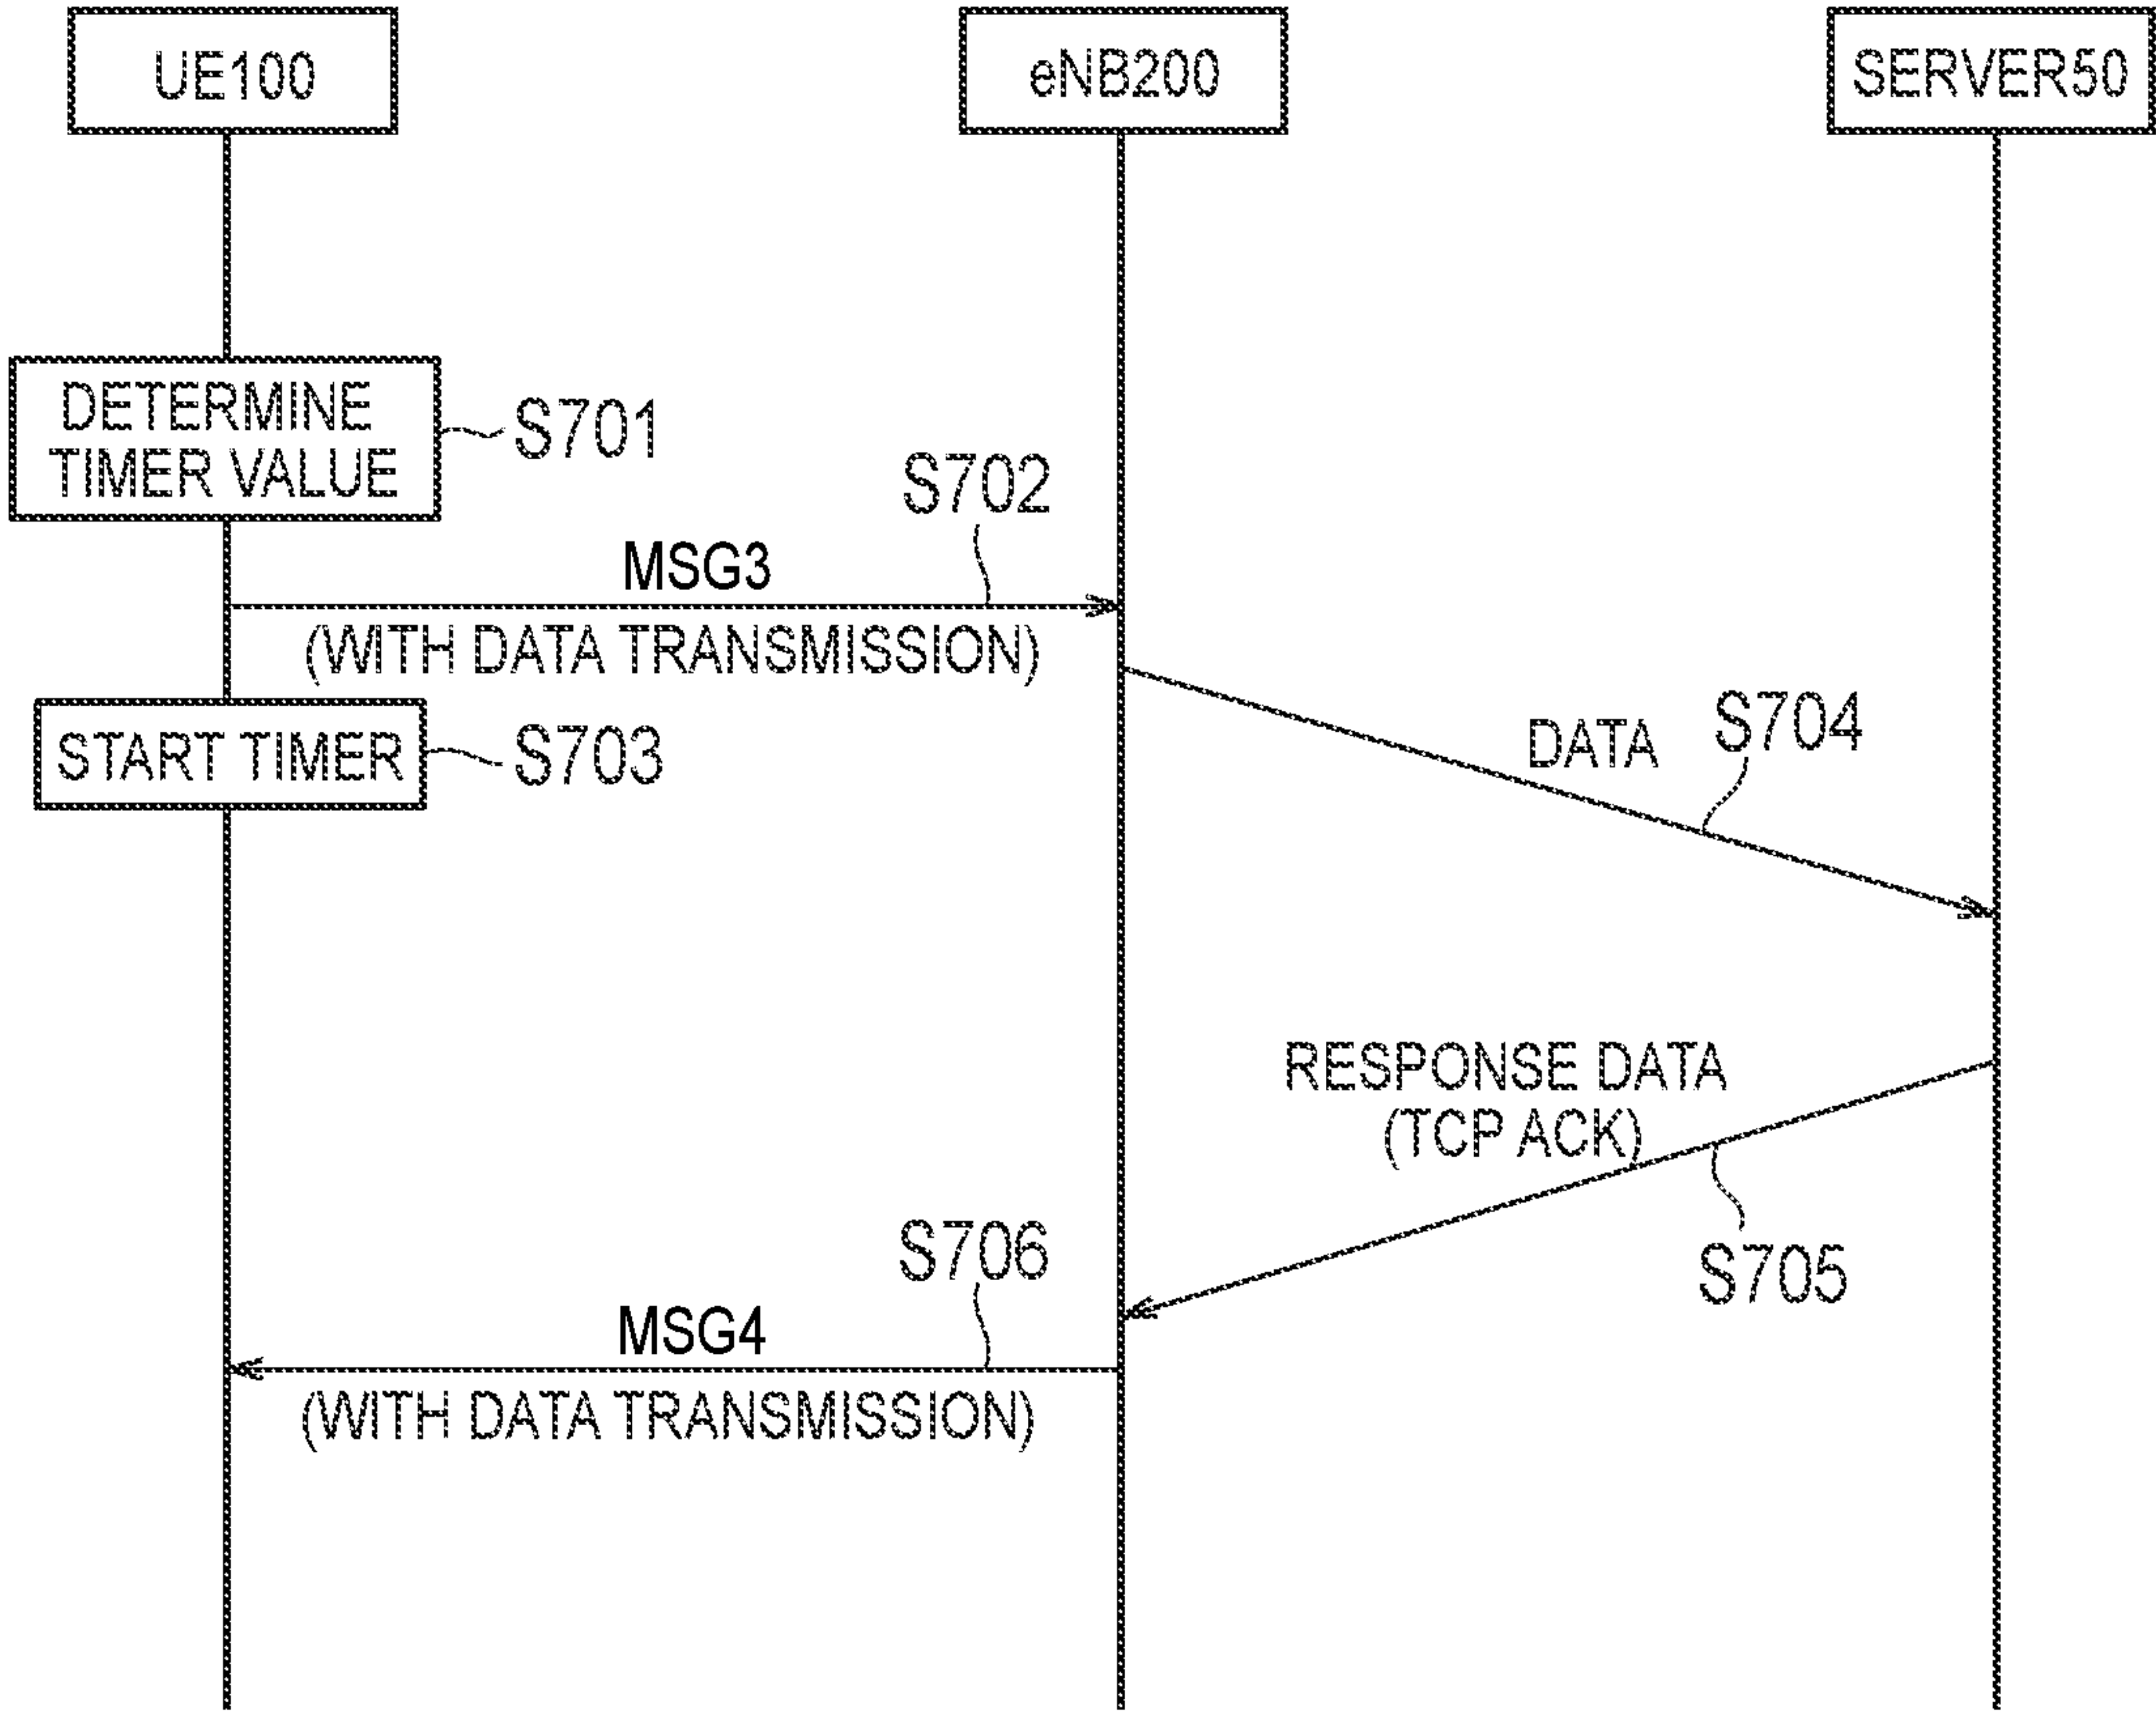 UE100
eNB200
SERVER50
DETERMINE
TIMER VALUE
S701
S702
MSG3
(WITH DATA TRANSMISSION)
START TIMER
S703
DATA
S704
RESPONSE DATA
(TCP ACK)
S705
S706
MSG4
(WITH DATA TRANSMISSION)